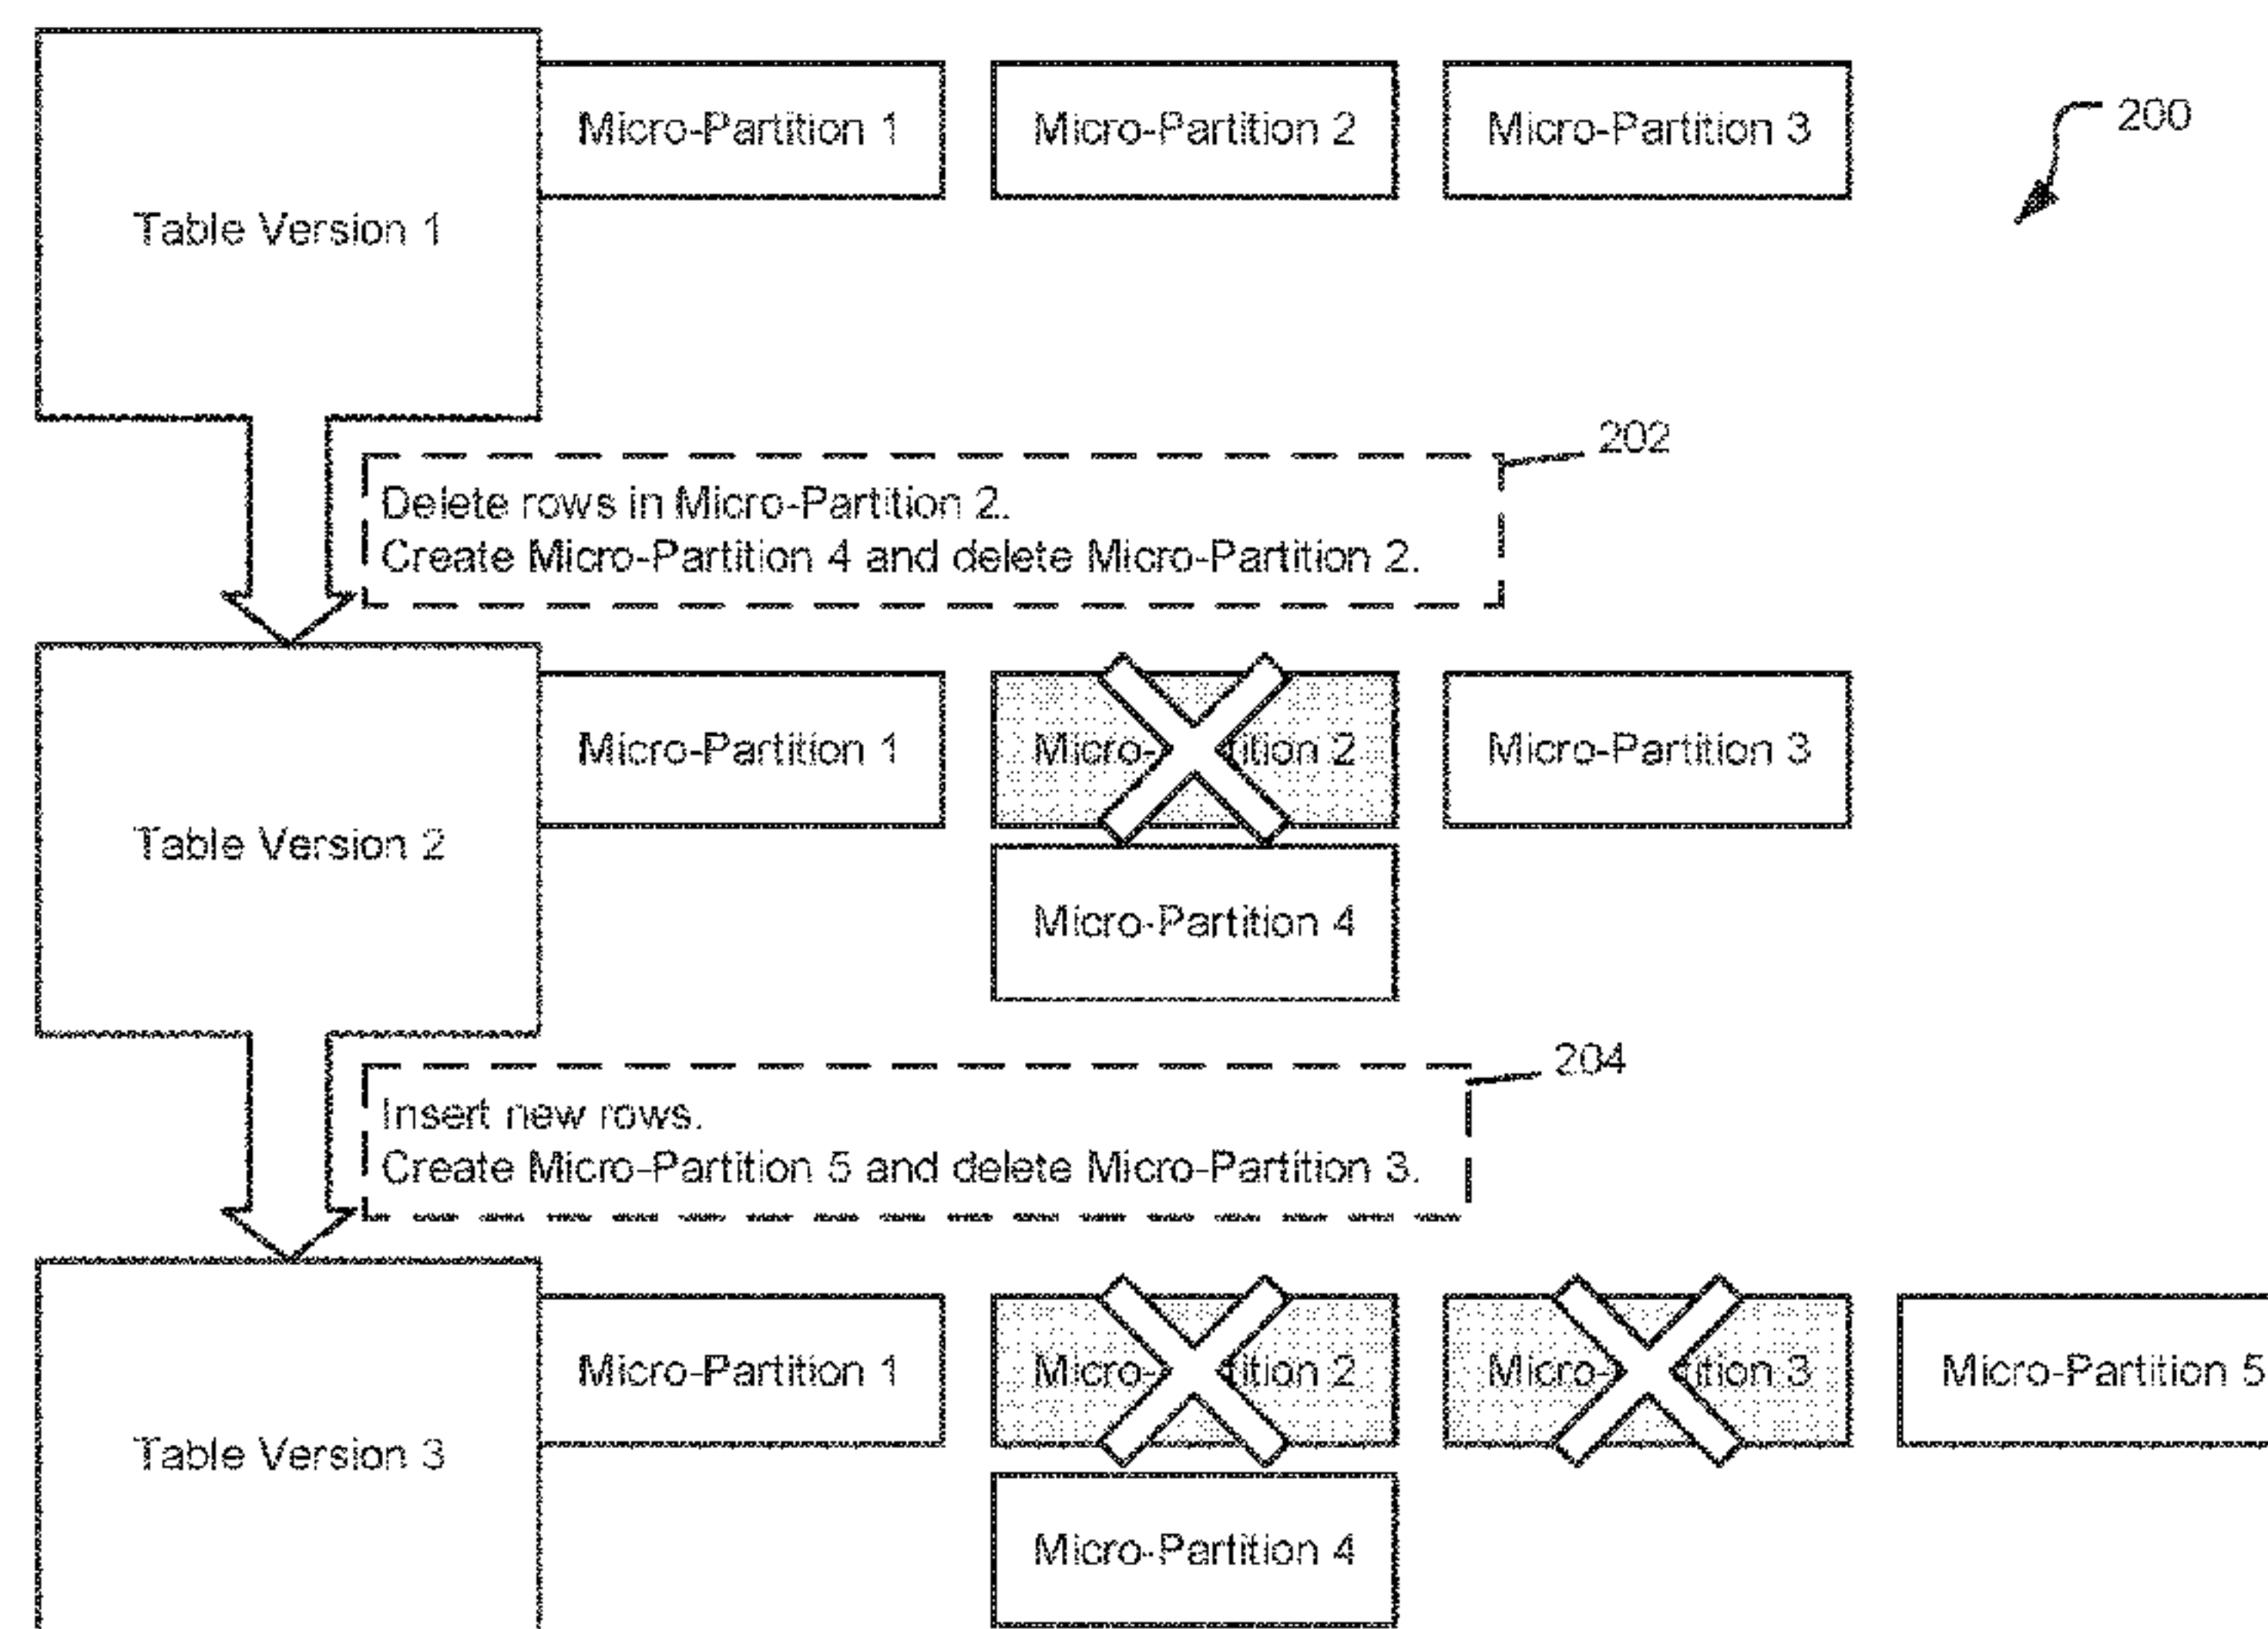 Table Version 1
Micro-Partition 1
Micro-Partition 2
Micro-Partition 3
200
202
Delete rows in Micro-Partition 2.
Create Micro-Partition 4 and delete Micro-Partition 2.
Table Version 2
Micro-Partition 1
Micro- tition 2
Micro-Partition 3
Micro-Partition 4
204
Insert new rows.
Create Micro-Partition 5 and delete Micro-Partition 3.
Table Version 3
Micro-Partition 1
Micro- tition 2
Micro- tition 3
Micro-Partition 5
Micro-Partition 4